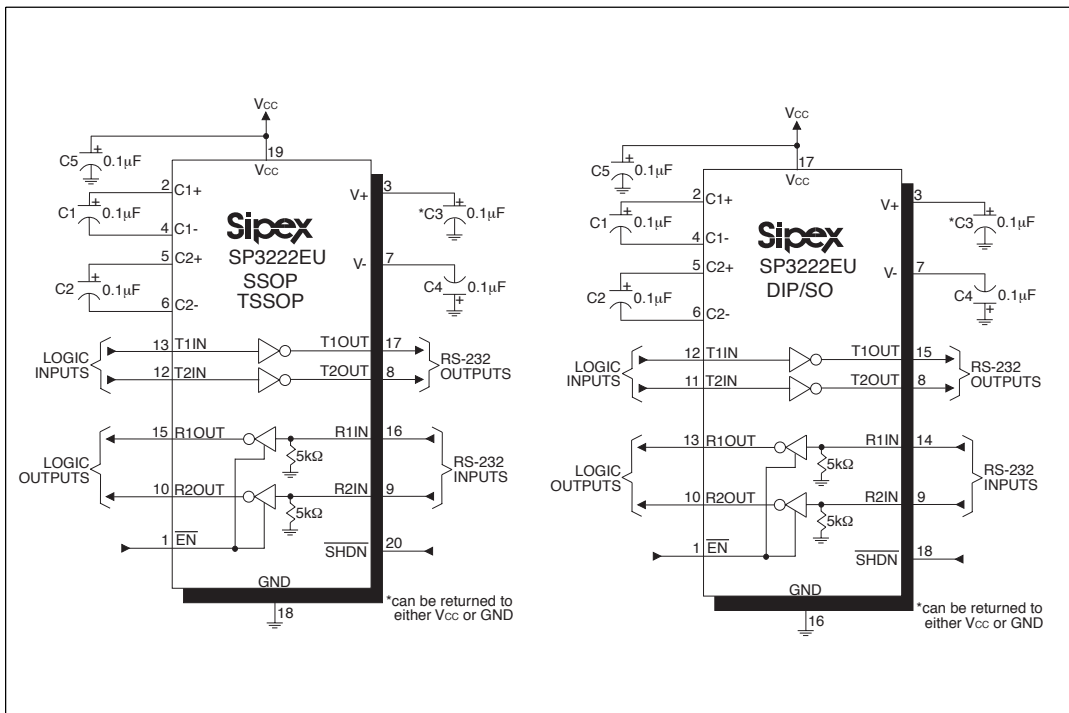 VCC
19
VCC
C5
+
0.1µF
2
C1+
C1
+
0.1µF
4
C1-
5
C2+
C2
+
0.1µF
6
C2-
Sipex
SP3222EU
SSOP
TSSOP
V+
3
*C3
+
0.1µF
V-
7
C4
+
0.1µF
LOGIC
INPUTS
13
T1IN
T1OUT
17
12
T2IN
T2OUT
8
RS-232
OUTPUTS
LOGIC
OUTPUTS
15
R1OUT
R1IN
16
5kΩ
10
R2OUT
R2IN
9
5kΩ
RS-232
INPUTS
1
EN
SHDN
20
GND
18
*can be returned to
either VCC or GND
VCC
17
VCC
C5
+
0.1µF
2
C1+
C1
+
0.1µF
4
C1-
5
C2+
C2
+
0.1µF
6
C2-
Sipex
SP3222EU
DIP/SO
V+
3
*C3
+
0.1µF
V-
7
C4
+
0.1µF
LOGIC
INPUTS
12
T1IN
T1OUT
15
11
T2IN
T2OUT
8
RS-232
OUTPUTS
LOGIC
OUTPUTS
13
R1OUT
R1IN
14
5kΩ
10
R2OUT
R2IN
9
5kΩ
RS-232
INPUTS
1
EN
SHDN
18
GND
16
*can be returned to
either VCC or GND